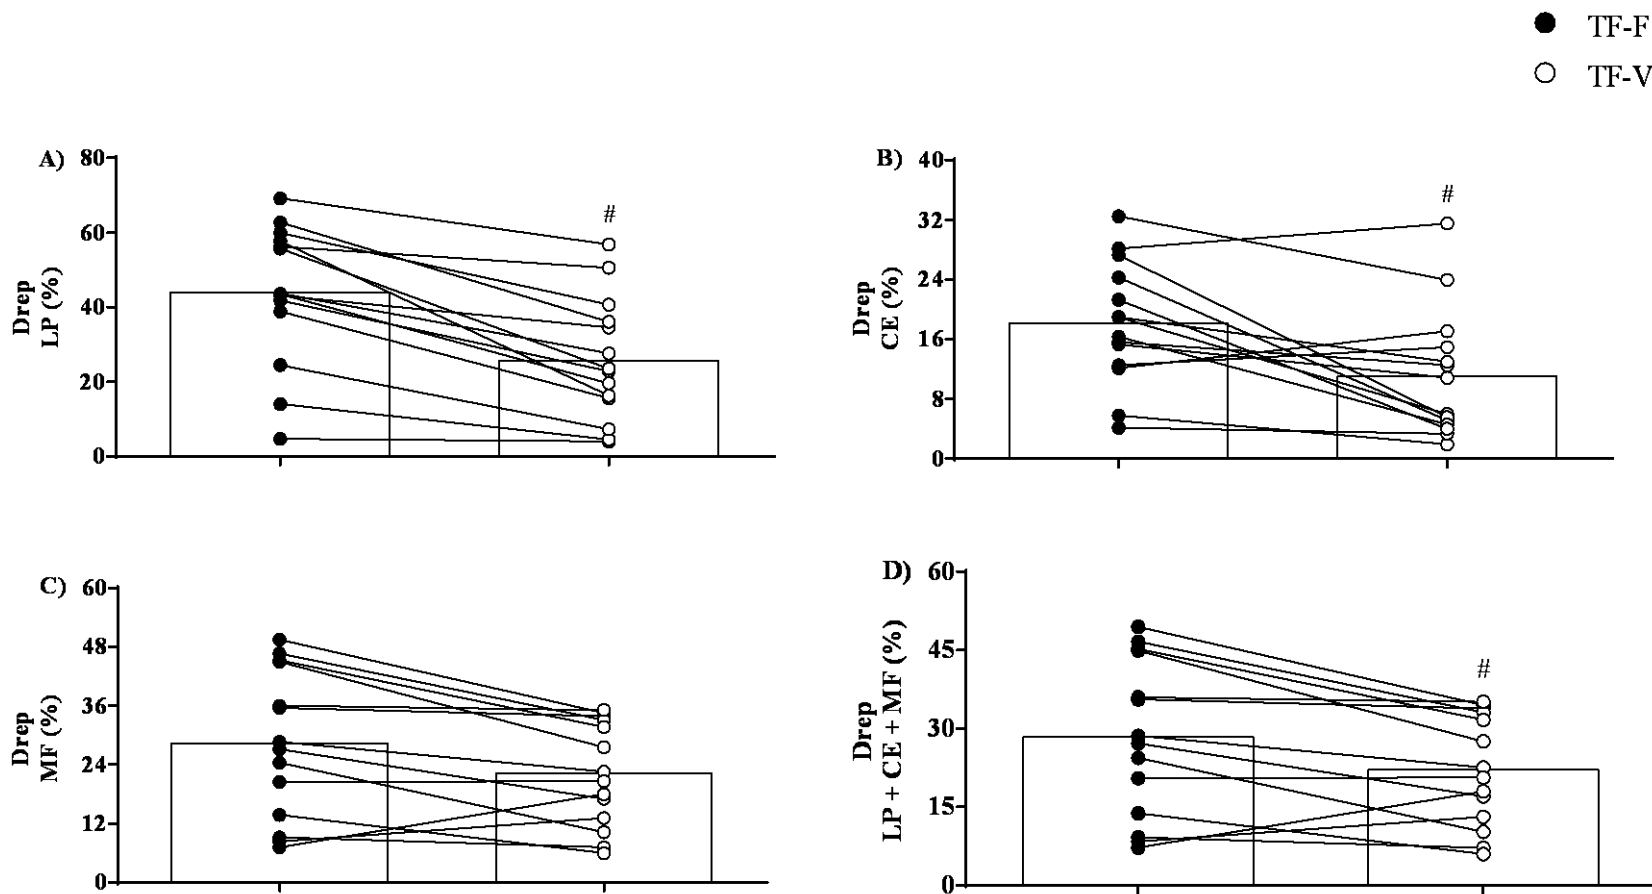 TF-F
TF-V
A)
Drep
LP (%)
80
60
40
20
0
#
B)
Drep
CE (%)
40
32
24
16
8
0
#
C)
Drep
MF (%)
60
48
36
24
12
0
D)
Drep
LP + CE + MF (%)
60
45
30
15
0
#